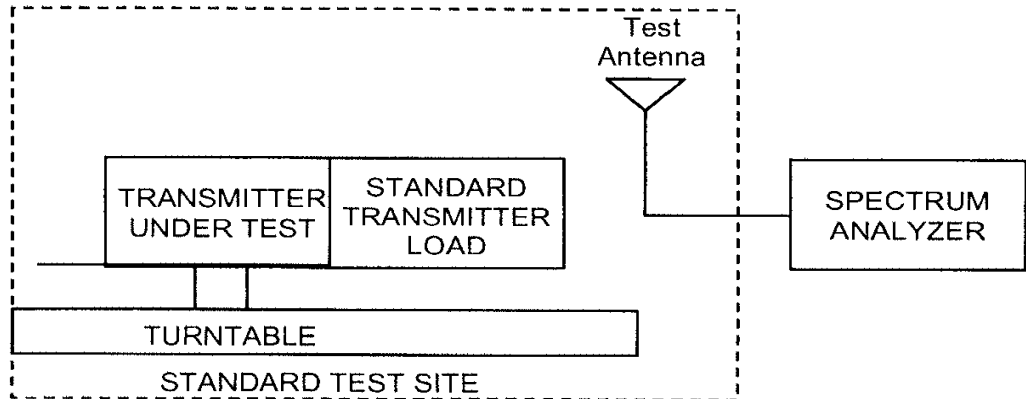 Test
Antenna
TRANSMITTER
UNDER TEST
STANDARD
TRANSMITTER
LOAD
SPECTRUM
ANALYZER
TURNTABLE
STANDARD TEST SITE